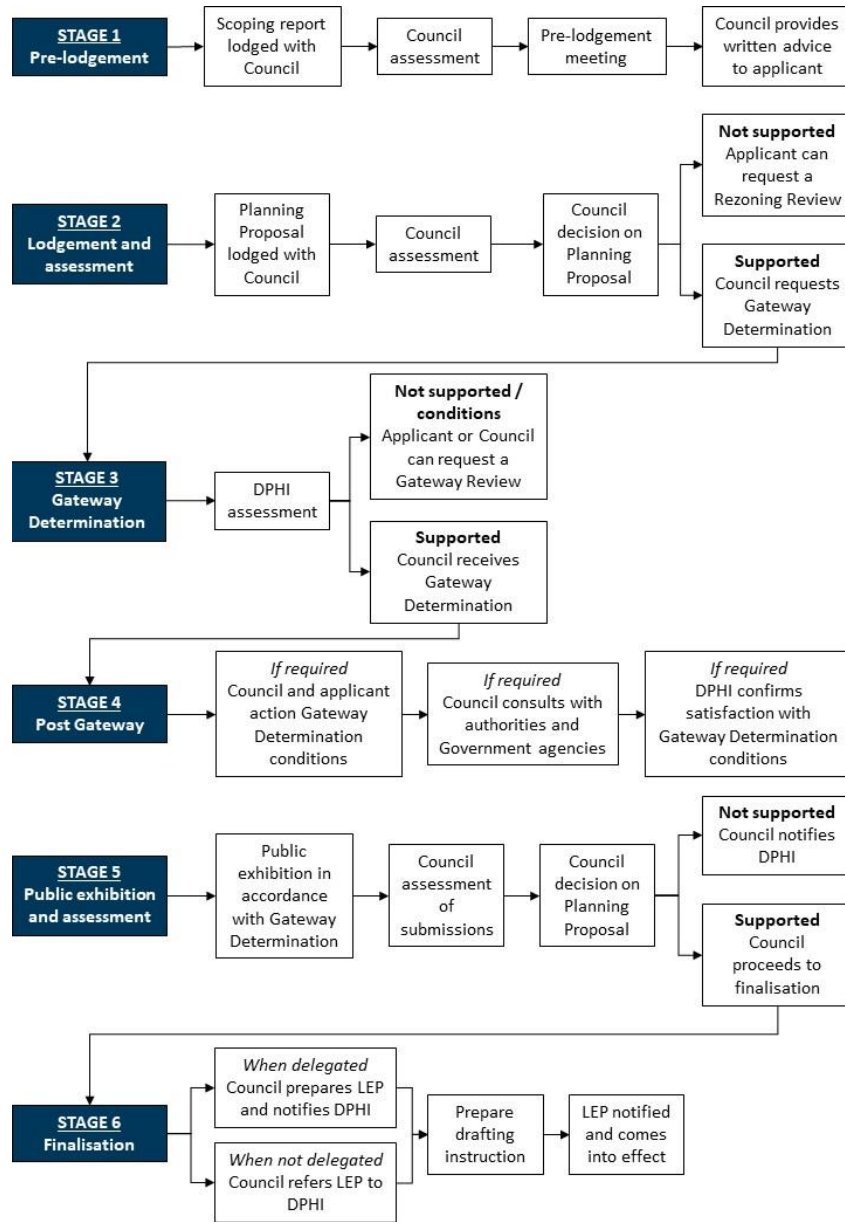 STAGE 1
Pre-lodgement
Scoping report
lodged with
Council
Council
assessment
Pre-lodgement
meeting
Council provides
written advice
to applicant
STAGE 2
Lodgement and
assessment
Planning
Proposal
lodged with
Council
Council
assessment
Council
decision on
Planning
Proposal
Not supported
Applicant can
request a
Rezoning Review
Supported
Council requests
Gateway
Determination
STAGE 3
Gateway
Determination
DPHI
assessment
Not supported /
conditions
Applicant or Council
can request a
Gateway Review
Supported
Council receives
Gateway
Determination
STAGE 4
Post Gateway
If required
Council and applicant
action Gateway
Determination
conditions
If required
Council consults with
authorities and
Government agencies
If required
DPHI confirms
satisfaction with
Gateway Determination
conditions
STAGE 5
Public exhibition
and assessment
Public
exhibition in
accordance
with Gateway
Determination
Council
assessment
of
submissions
Council
decision on
Planning
Proposal
Not supported
Council notifies
DPHI
Supported
Council
proceeds to
finalisation
STAGE 6
Finalisation
When delegated
Council prepares LEP
and notifies DPHI
When not delegated
Council refers LEP to
DPHI
Prepare
drafting
instruction
LEP notified
and comes
into effect